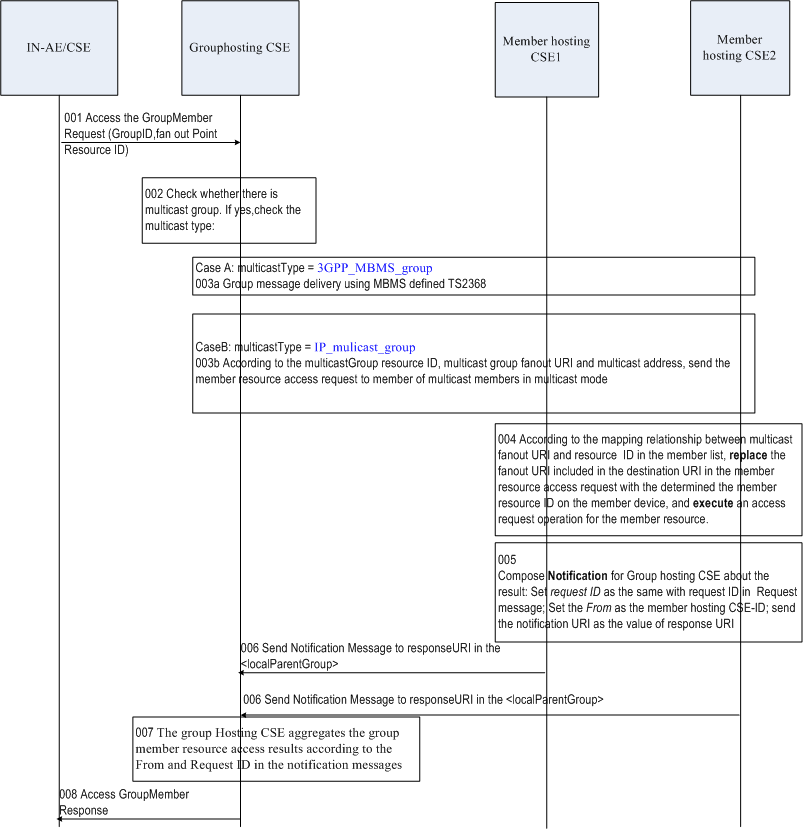 IN-AE/CSE
Grouphosting CSE
Member hosting
CSE1
Member
hosting CSE2
001 Access the GroupMember
Request (GroupID,fan out Point
Resource ID)
002 Check whether there is
multicast group. If yes,check the
multicast type:
Case A: multicastType = 3GPP_MBMS_group
003a Group message delivery using MBMS defined TS2368
CaseB: multicastType = IP_mulicast_group
003b According to the multicastGroup resource ID, multicast group fanout URI and multicast address, send the
member resource access request to member of multicast members in multicast mode
004 According to the mapping relationship between multicast
fanout URI and resource ID in the member list, replace the
fanout URI included in the destination URI in the member
resource access request with the determined the member
resource ID on the member device, and execute an access
request operation for the member resource.
005
Compose Notification for Group hosting CSE about the
result: Set request ID as the same with request ID in Request
message; Set the From as the member hosting CSE-ID; send
the notification URI as the value of response URI
006 Send Notification Message to responseURI in the
<localParentGroup>
006 Send Notification Message to responseURI in the <localParentGroup>
007 The group Hosting CSE aggregates the group
member resource access results according to the
From and Request ID in the notification messages
008 Access GroupMember
Response